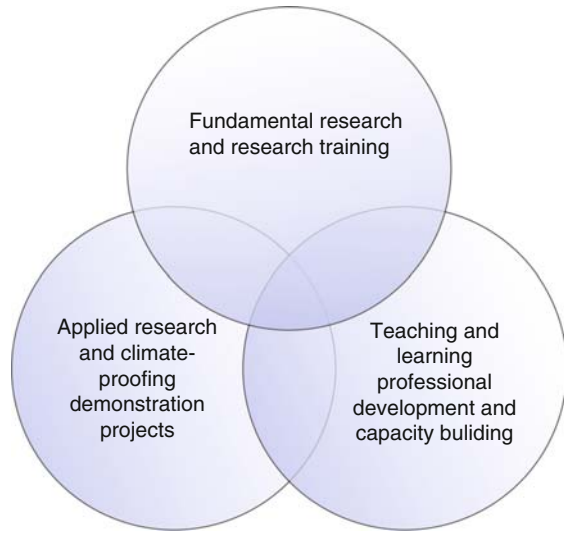 Fundamental research
and research training
Applied research
and climate-
proofing
demonstration
projects
Teaching and
learning
professional
development and
capacity buliding